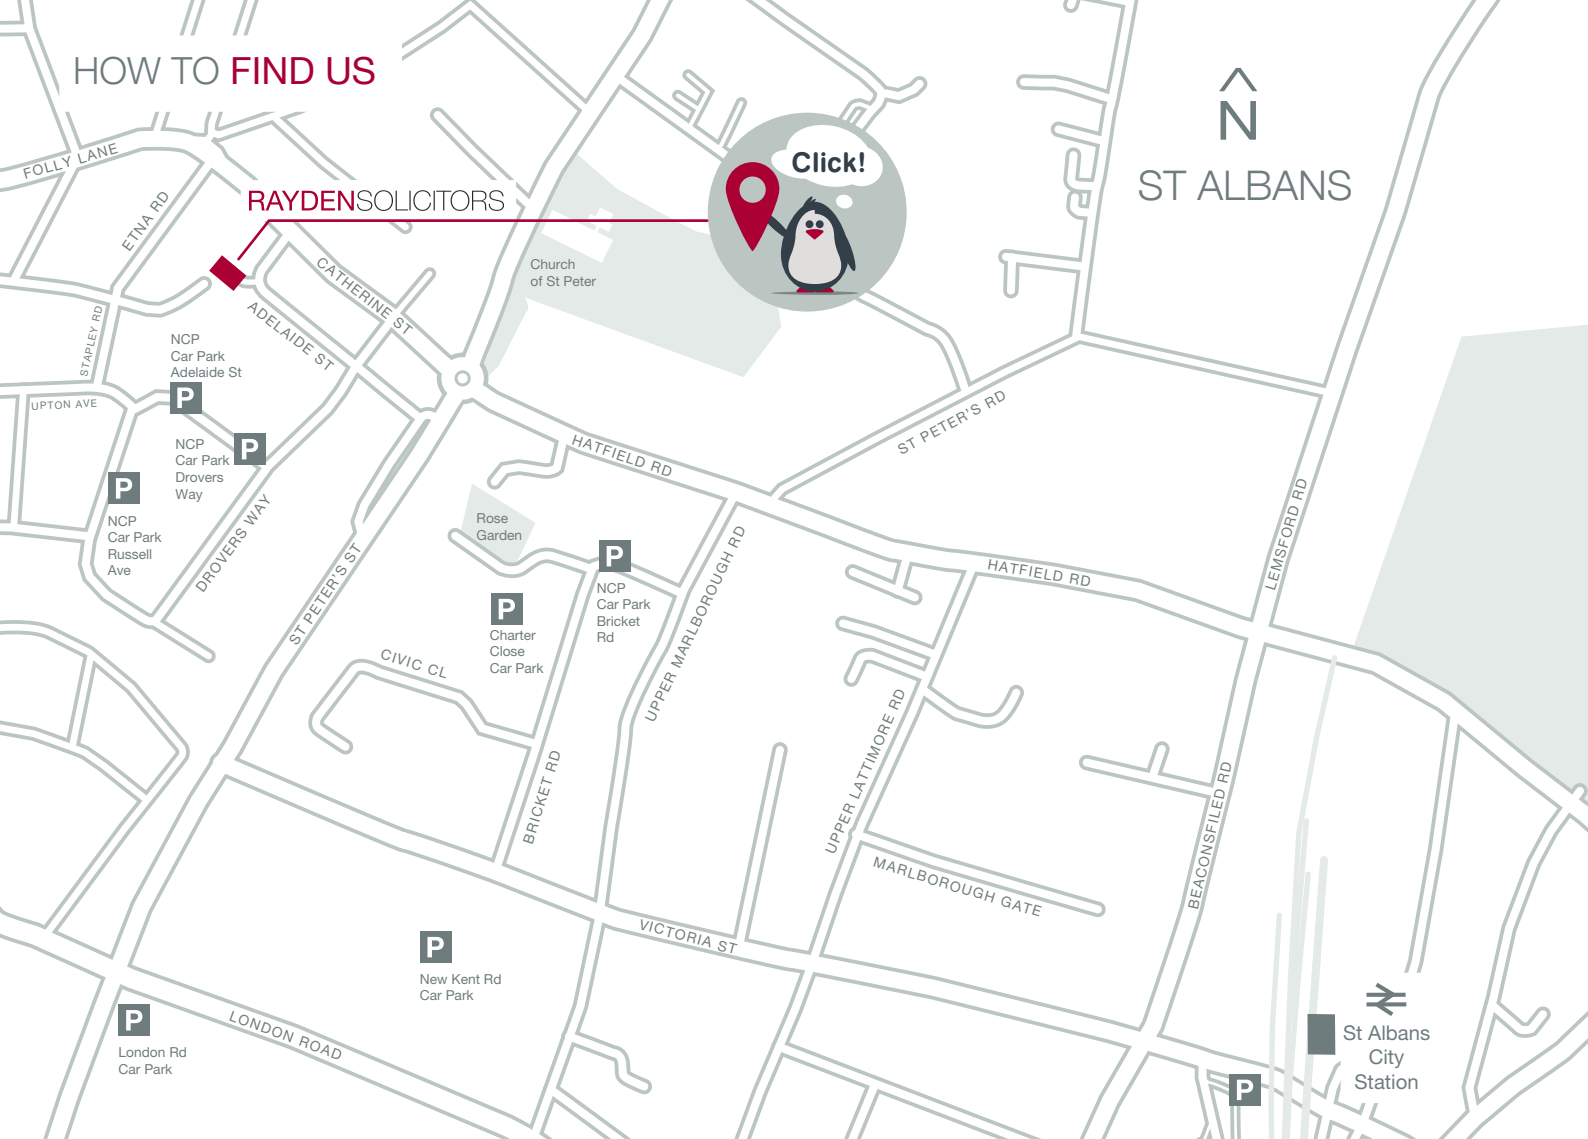 HOW TO FIND US
N
ST ALBANS
Click!
FOLLY LANE
RAYDENSOLICITORS
ETNA RD
Church
of St Peter
CATHERINE ST
ADELAIDE ST
STAPLEY RD
NCP
Car Park
Adelaide St
P
UPTON AVE
NCP
Car Park
Drovers
Way
P
P
NCP
Car Park
Russell
Ave
DROVERS WAY
ST PETER'S ST
HATFIELD RD
ST PETER'S RD
Rose
Garden
P
NCP
Car Park
Bricket
Rd
P
Charter
Close
Car Park
CIVIC CL
UPPER MARLBOROUGH RD
HATFIELD RD
LEMSFORD RD
BRICKET RD
UPPER LATTIMORE RD
BEACONSFILED RD
MARLBOROUGH GATE
VICTORIA ST
P
New Kent Rd
Car Park
P
London Rd
Car Park
LONDON ROAD
St Albans
City
Station
P